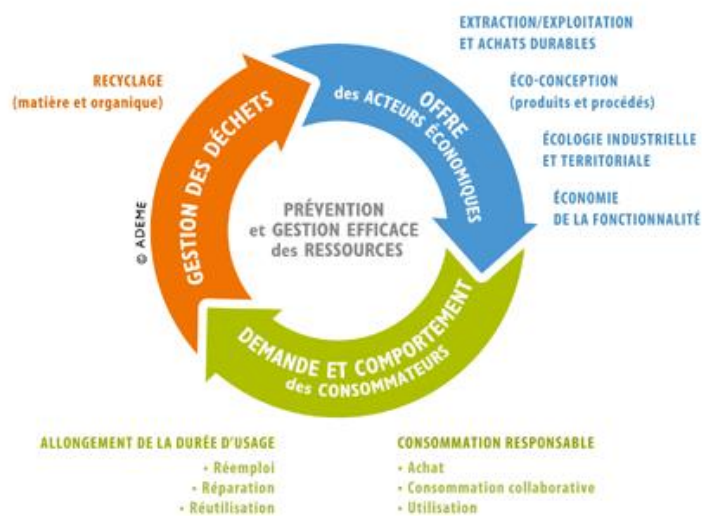 EXTRACTION/EXPLOITATION
ET ACHATS DURABLES
RECYCLAGE
(matière et organique)
ÉCO-CONCEPTION
(produits et procédés)
ÉCOLOGIE INDUSTRIELLE
ET TERRITORIALE
ÉCONOMIE
DE LA FONCTIONNALITÉ
OFFRE
des ACTEURS ÉCONOMIQUES
GESTION DES DÉCHETS
PRÉVENTION
et GESTION EFFICACE
des RESSOURCES
© ADEME
DEMANDE ET COMPORTEMENT
des CONSOMMATEURS
ALLONGEMENT DE LA DURÉE D'USAGE
• Réemploi
• Réparation
• Réutilisation
CONSOMMATION RESPONSABLE
• Achat
• Consommation collaborative
• Utilisation